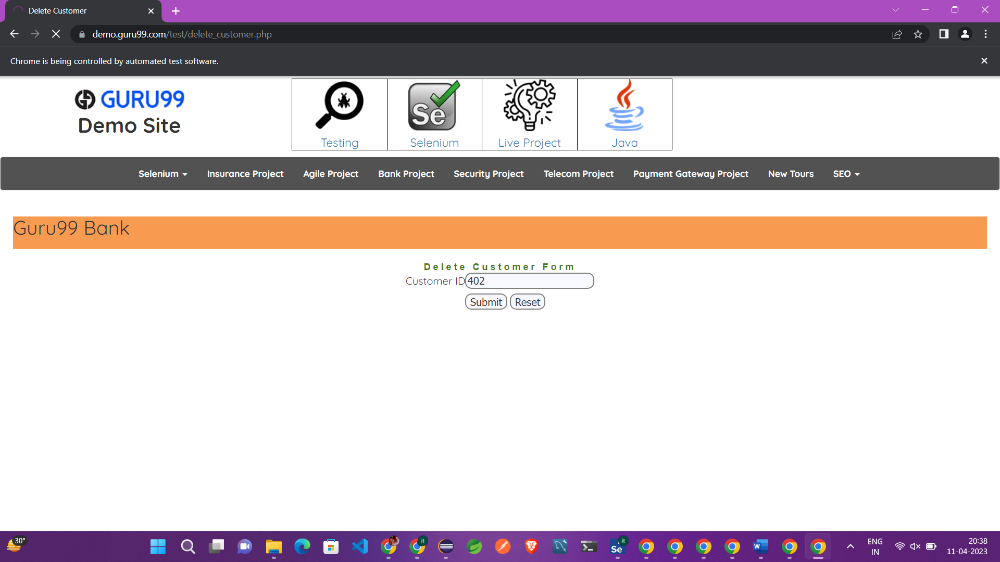 Delete Customer
demo.guru99.com/test/delete_customer.php
Chrome is being controlled by automated test software.
GURU99
Demo Site
Testing
Selenium
Live Project
Java
Selenium
Insurance Project
Agile Project
Bank Project
Security Project
Telecom Project
Payment Gateway Project
New Tours
SEO
Guru99 Bank
Delete Customer Form
Customer ID 402
Submit Reset
30°
it
Se
it
W
ENG
IN
20:38
11-04-2023